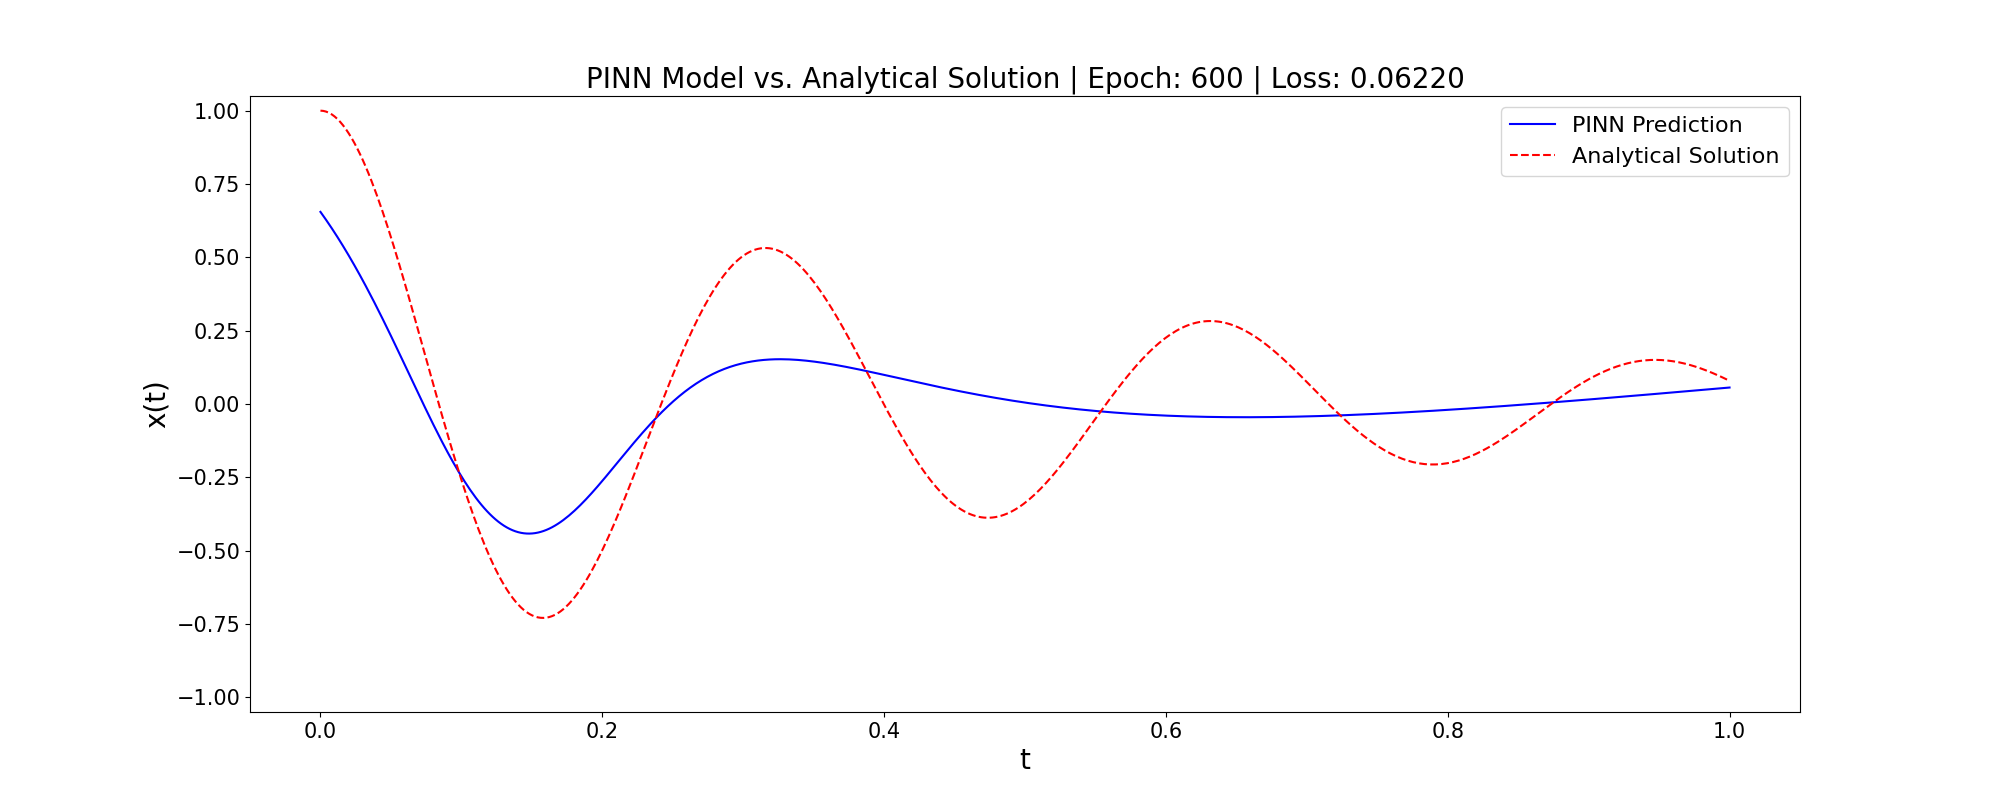 PINN Model vs. Analytical Solution | Epoch: 600 | Loss: 0.06220
PINN Prediction
Analytical Solution
x(t)
1.00
0.75
0.50
0.25
0.00
−0.25
−0.50
−0.75
−1.00
0.0 0.2 0.4 0.6 0.8 1.0
t